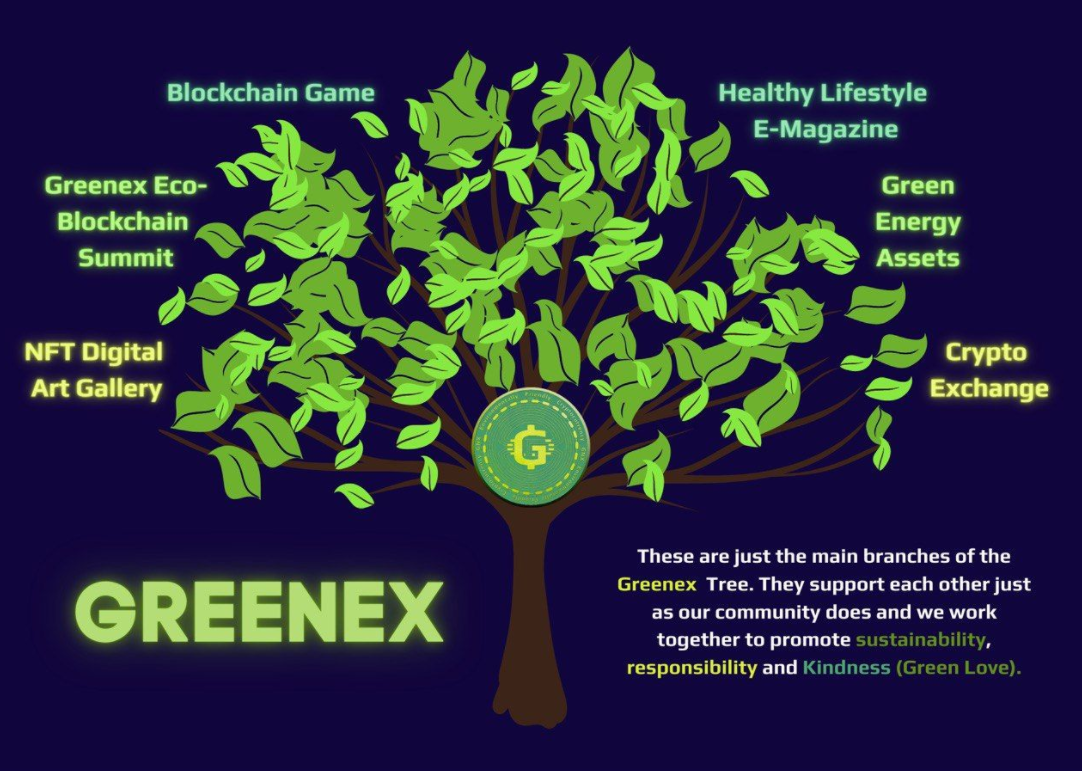 Blockchain Game
Healthy Lifestyle
E-Magazine
Greenex Eco-
Blockchain
Summit
Green
Energy
Assets
NFT Digital
Art Gallery
Crypto
Exchange
G
GREENEX
These are just the main branches of the
Greenex Tree. They support each other just
as our community does and we work
together to promote sustainability,
responsibility and Kindness (Green Love).